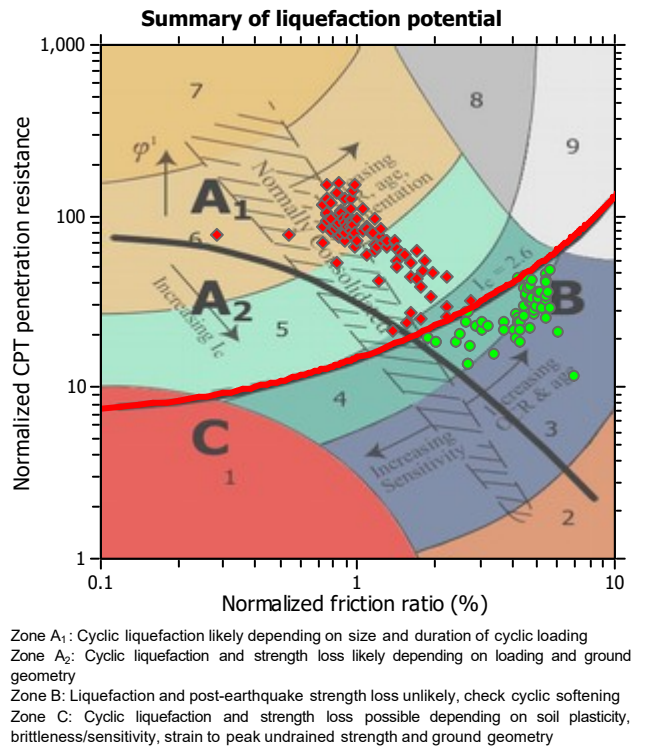 Summary of liquefaction potential
Normalized CPT penetration resistance
1,000
100
10
1
7
8
9
φ'
A1
6
A2
Increasing Ic
Normally Consolidated
Increasing
age,
cementation
Ic = 2.6
B
5
4
C
1
Increasing
OCR & age
Increasing
Sensitivity
3
2
0.1
1
10
Normalized friction ratio (%)
Zone A1: Cyclic liquefaction likely depending on size and duration of cyclic loading
Zone A2: Cyclic liquefaction and strength loss likely depending on loading and ground
geometry
Zone B: Liquefaction and post-earthquake strength loss unlikely, check cyclic softening
Zone C: Cyclic liquefaction and strength loss possible depending on soil plasticity,
brittleness/sensitivity, strain to peak undrained strength and ground geometry